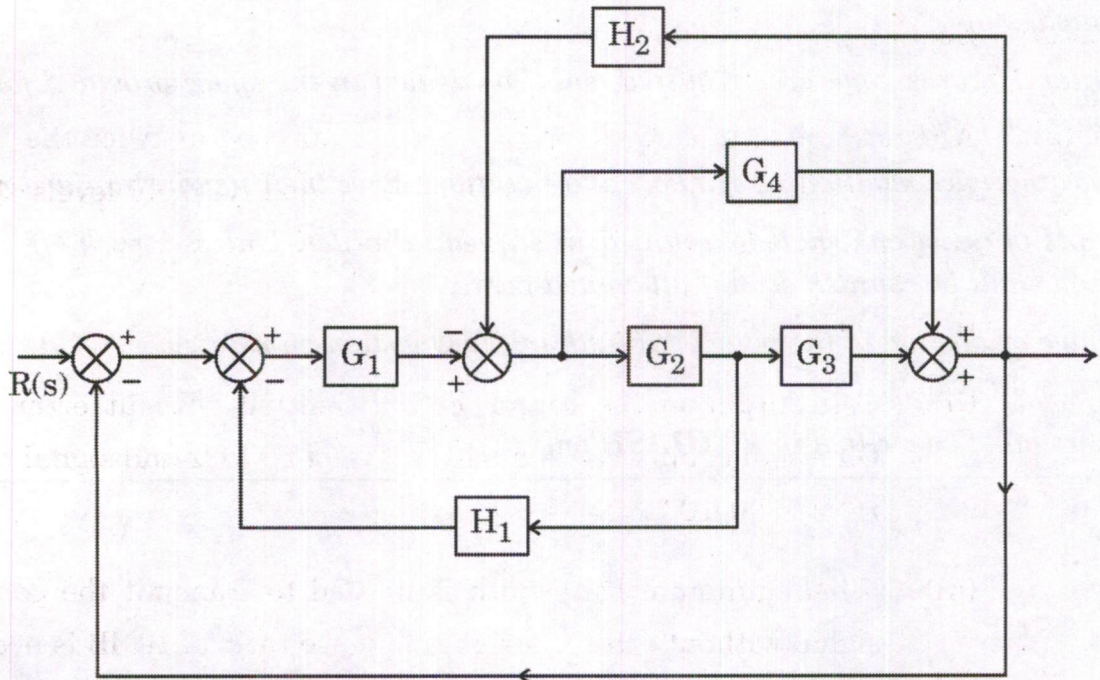 H₂
G₄
+
+ + − +
G₁ G₂ G₃
R(s) − − + +
H₁